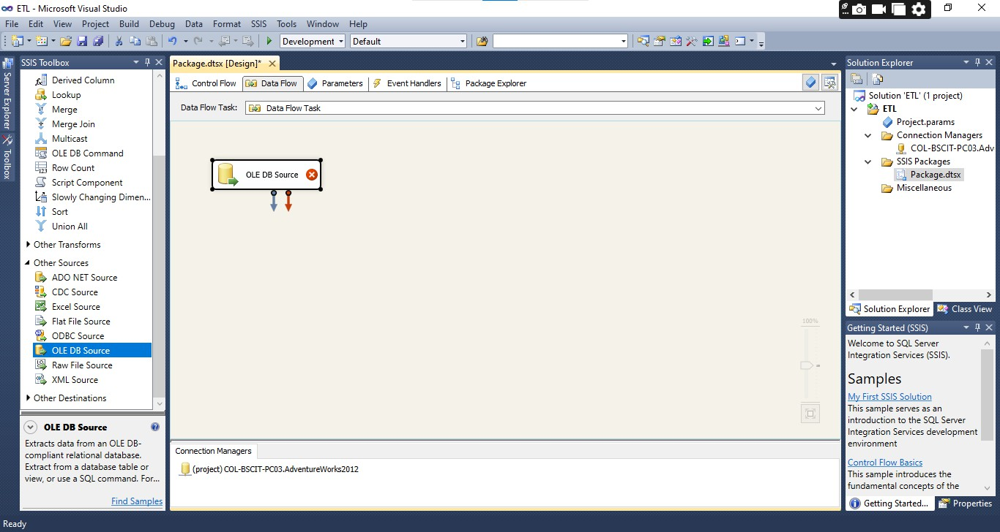 ETL - Microsoft Visual Studio
File Edit View Project Build Debug Data Format SSIS Tools Window Help
Development Default
Server Explorer
Toolbox
SSIS Toolbox
Derived Column
Lookup
Merge
Merge Join
Multicast
OLE DB Command
Row Count
Script Component
Slowly Changing Dimen...
Sort
Union All
Other Transforms
Other Sources
ADO NET Source
CDC Source
Excel Source
Flat File Source
ODBC Source
OLE DB Source
Raw File Source
XML Source
Other Destinations
OLE DB Source
Extracts data from an OLE DB-
compliant relational database.
Extract from a database table or
view, or use a SQL command. For...
Find Samples
Package.dtsx [Design]*
Control Flow Data Flow Parameters Event Handlers Package Explorer
Data Flow Task: Data Flow Task
OLE DB Source
100%
Connection Managers
(project) COL-BSCIT-PC03.AdventureWorks2012
Solution Explorer
Solution 'ETL' (1 project)
ETL
Project.params
Connection Managers
COL-BSCIT-PC03.Adv
SSIS Packages
Package.dtsx
Miscellaneous
Solution Explorer Class View
Getting Started (SSIS)
Welcome to SQL Server
Integration Services (SSIS).
Samples
My First SSIS Solution
This sample serves as an
introduction to the SQL Server
Integration Services development
environment
Control Flow Basics
This sample introduces the
fundamental concepts of the
Getting Started... Properties
Ready